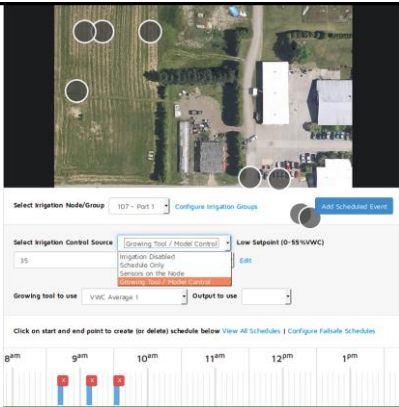 Select Irrigation Node/Group 107 - Port 1 Configure Irrigation Groups Add Scheduled Event
Select Irrigation Control Source Growing Tool / Model Control Low Setpoint (0-55%VWC)
Irrigation Disabled
35 Schedule Only Edit
Sensors on the Node
Growing Tool / Model Control
Growing tool to use VWC Average 1 Output to use
Click on start and end point to create (or delete) schedule below View All Schedules | Configure Failsafe Schedules
8am 9am 10am 11am 12pm 1pm
X X X